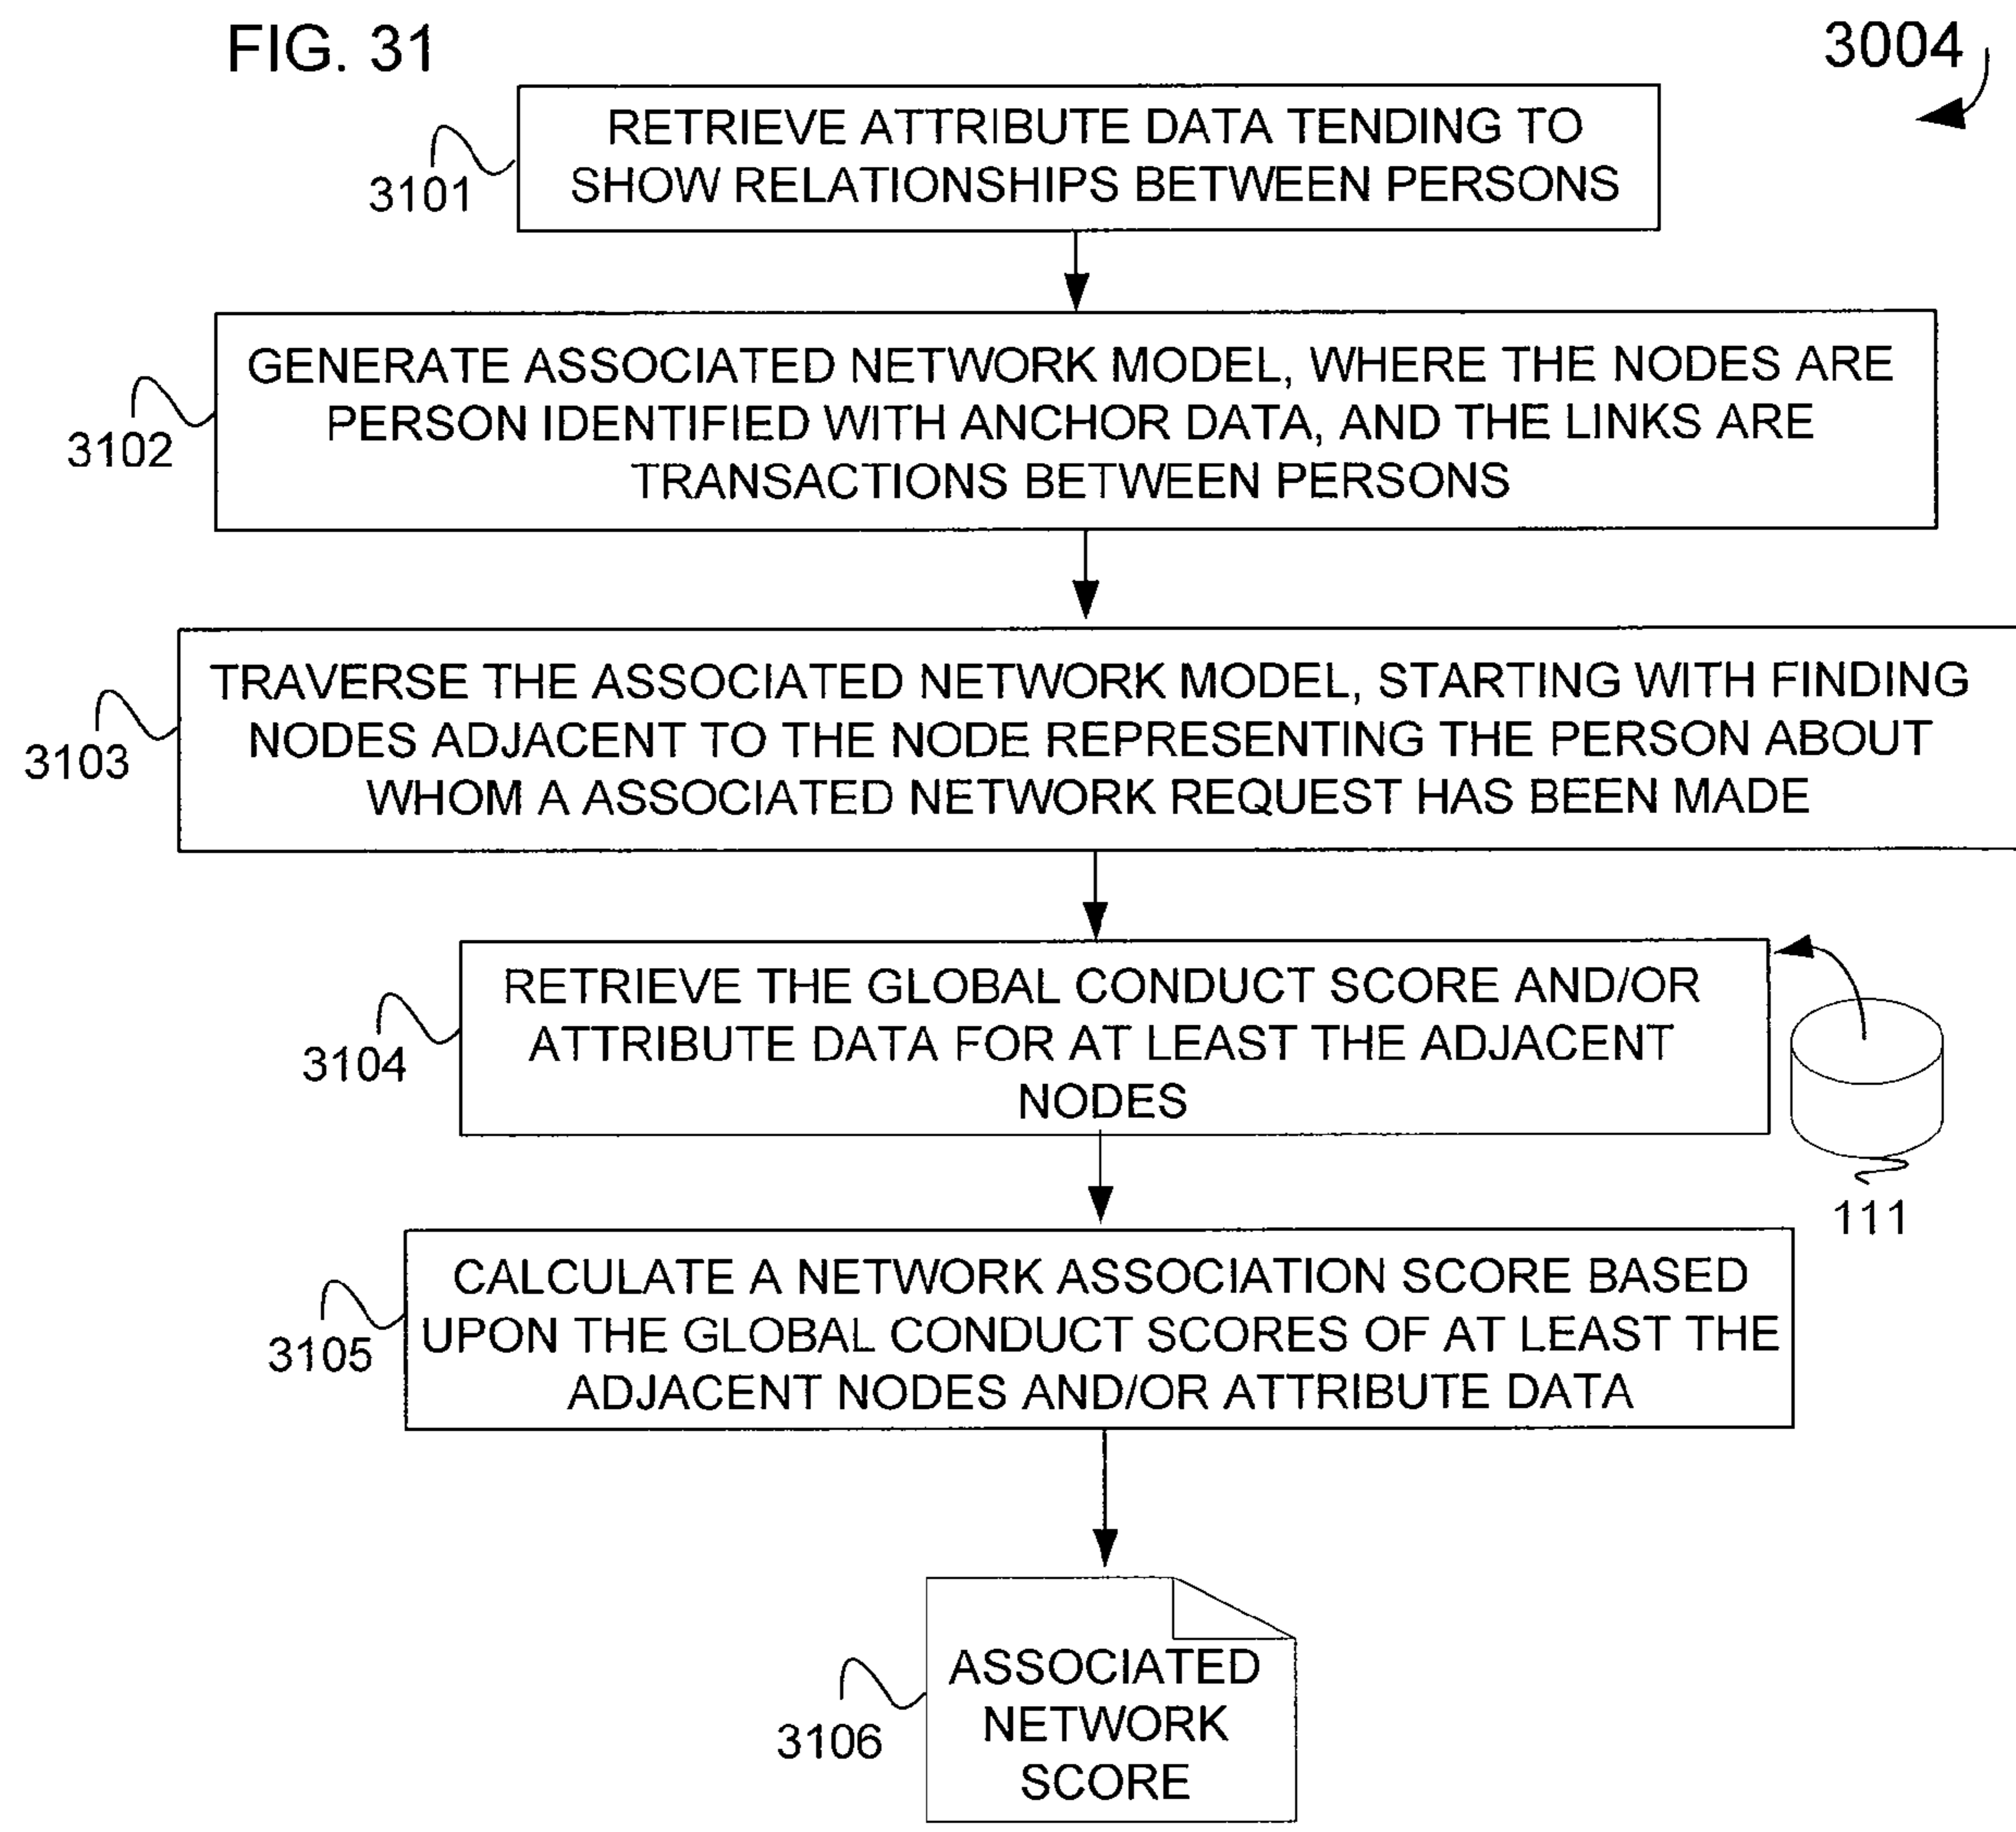 FIG. 31
3004
RETRIEVE ATTRIBUTE DATA TENDING TO
SHOW RELATIONSHIPS BETWEEN PERSONS
3101
GENERATE ASSOCIATED NETWORK MODEL, WHERE THE NODES ARE
PERSON IDENTIFIED WITH ANCHOR DATA, AND THE LINKS ARE
TRANSACTIONS BETWEEN PERSONS
3102
TRAVERSE THE ASSOCIATED NETWORK MODEL, STARTING WITH FINDING
NODES ADJACENT TO THE NODE REPRESENTING THE PERSON ABOUT
WHOM A ASSOCIATED NETWORK REQUEST HAS BEEN MADE
3103
RETRIEVE THE GLOBAL CONDUCT SCORE AND/OR
ATTRIBUTE DATA FOR AT LEAST THE ADJACENT
NODES
3104
111
CALCULATE A NETWORK ASSOCIATION SCORE BASED
UPON THE GLOBAL CONDUCT SCORES OF AT LEAST THE
ADJACENT NODES AND/OR ATTRIBUTE DATA
3105
ASSOCIATED
NETWORK
SCORE
3106